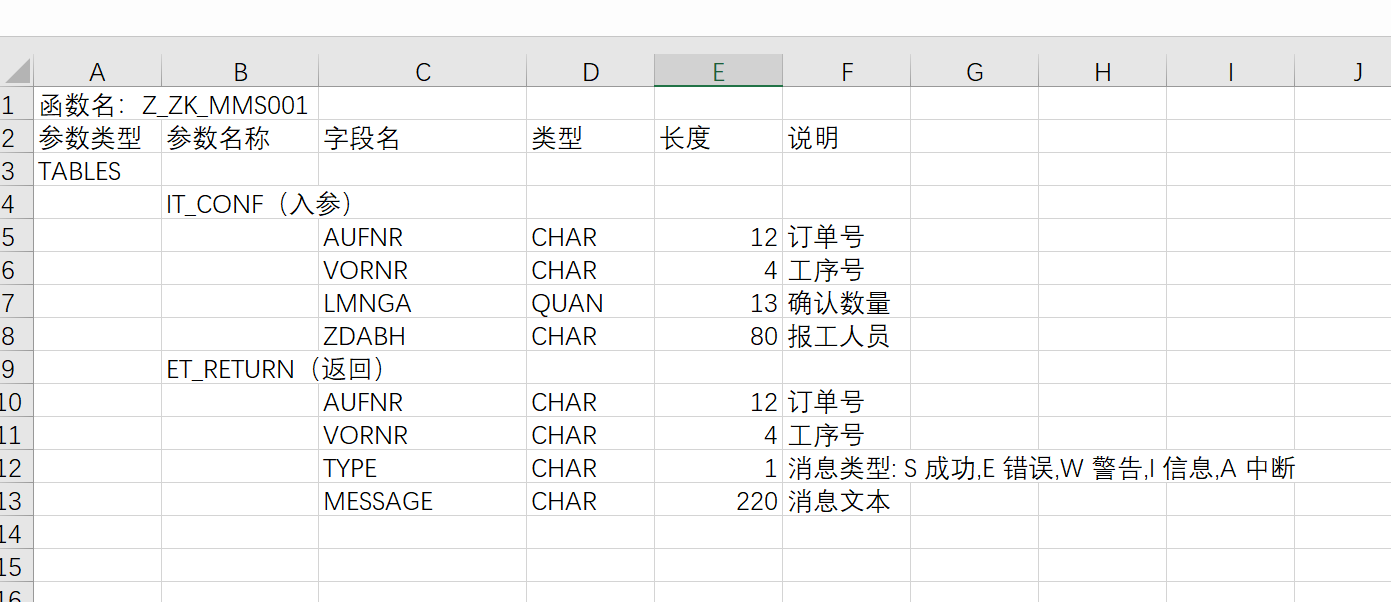 A B C D E F G H I J
1 函数名：Z_ZK_MMS001
2 参数类型 参数名称 字段名 类型 长度 说明
3 TABLES
4 IT_CONF（入参）
5 AUFNR CHAR 12 订单号
6 VORNR CHAR 4 工序号
7 LMNGA QUAN 13 确认数量
8 ZDABH CHAR 80 报工人员
9 ET_RETURN（返回）
10 AUFNR CHAR 12 订单号
11 VORNR CHAR 4 工序号
12 TYPE CHAR 1 消息类型: S 成功,E 错误,W 警告,I 信息,A 中断
13 MESSAGE CHAR 220 消息文本
14
15
16